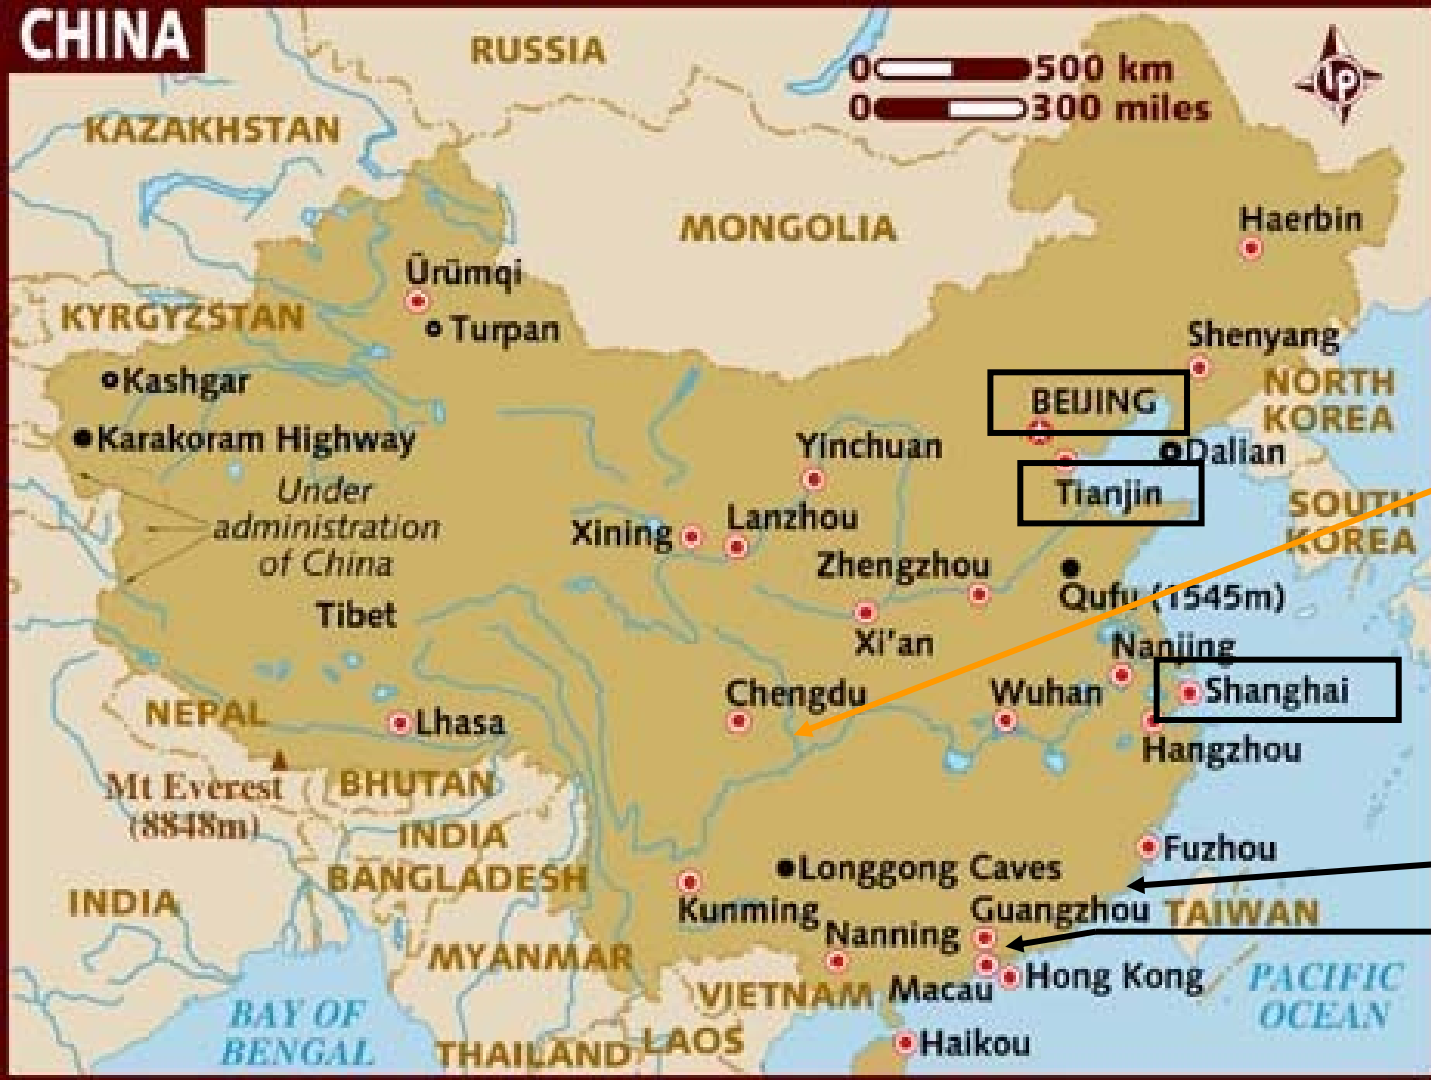 CHINA
RUSSIA
0 500 km
0 300 miles
LP
KAZAKHSTAN
MONGOLIA
Haerbin
Ürümqi
KYRGYZSTAN
Turpan
Shenyang
Kashgar
NORTH
KOREA
BEIJING
Karakoram Highway
Yinchuan
Dalian
Under
administration
of China
Tianjin
SOUTH
KOREA
Xining
Lanzhou
Zhengzhou
Qufu (1545m)
Tibet
Xi'an
Nanjing
Chengdu
Wuhan
Shanghai
NEPAL
Lhasa
Hangzhou
Mt Everest
(8848m)
BHUTAN
INDIA
Fuzhou
Longgong Caves
BANGLADESH
INDIA
Kunming
Guangzhou
TAIWAN
Nanning
MYANMAR
Hong Kong
VIETNAM
Macau
PACIFIC
OCEAN
BAY OF
BENGAL
THAILAND
LAOS
Haikou